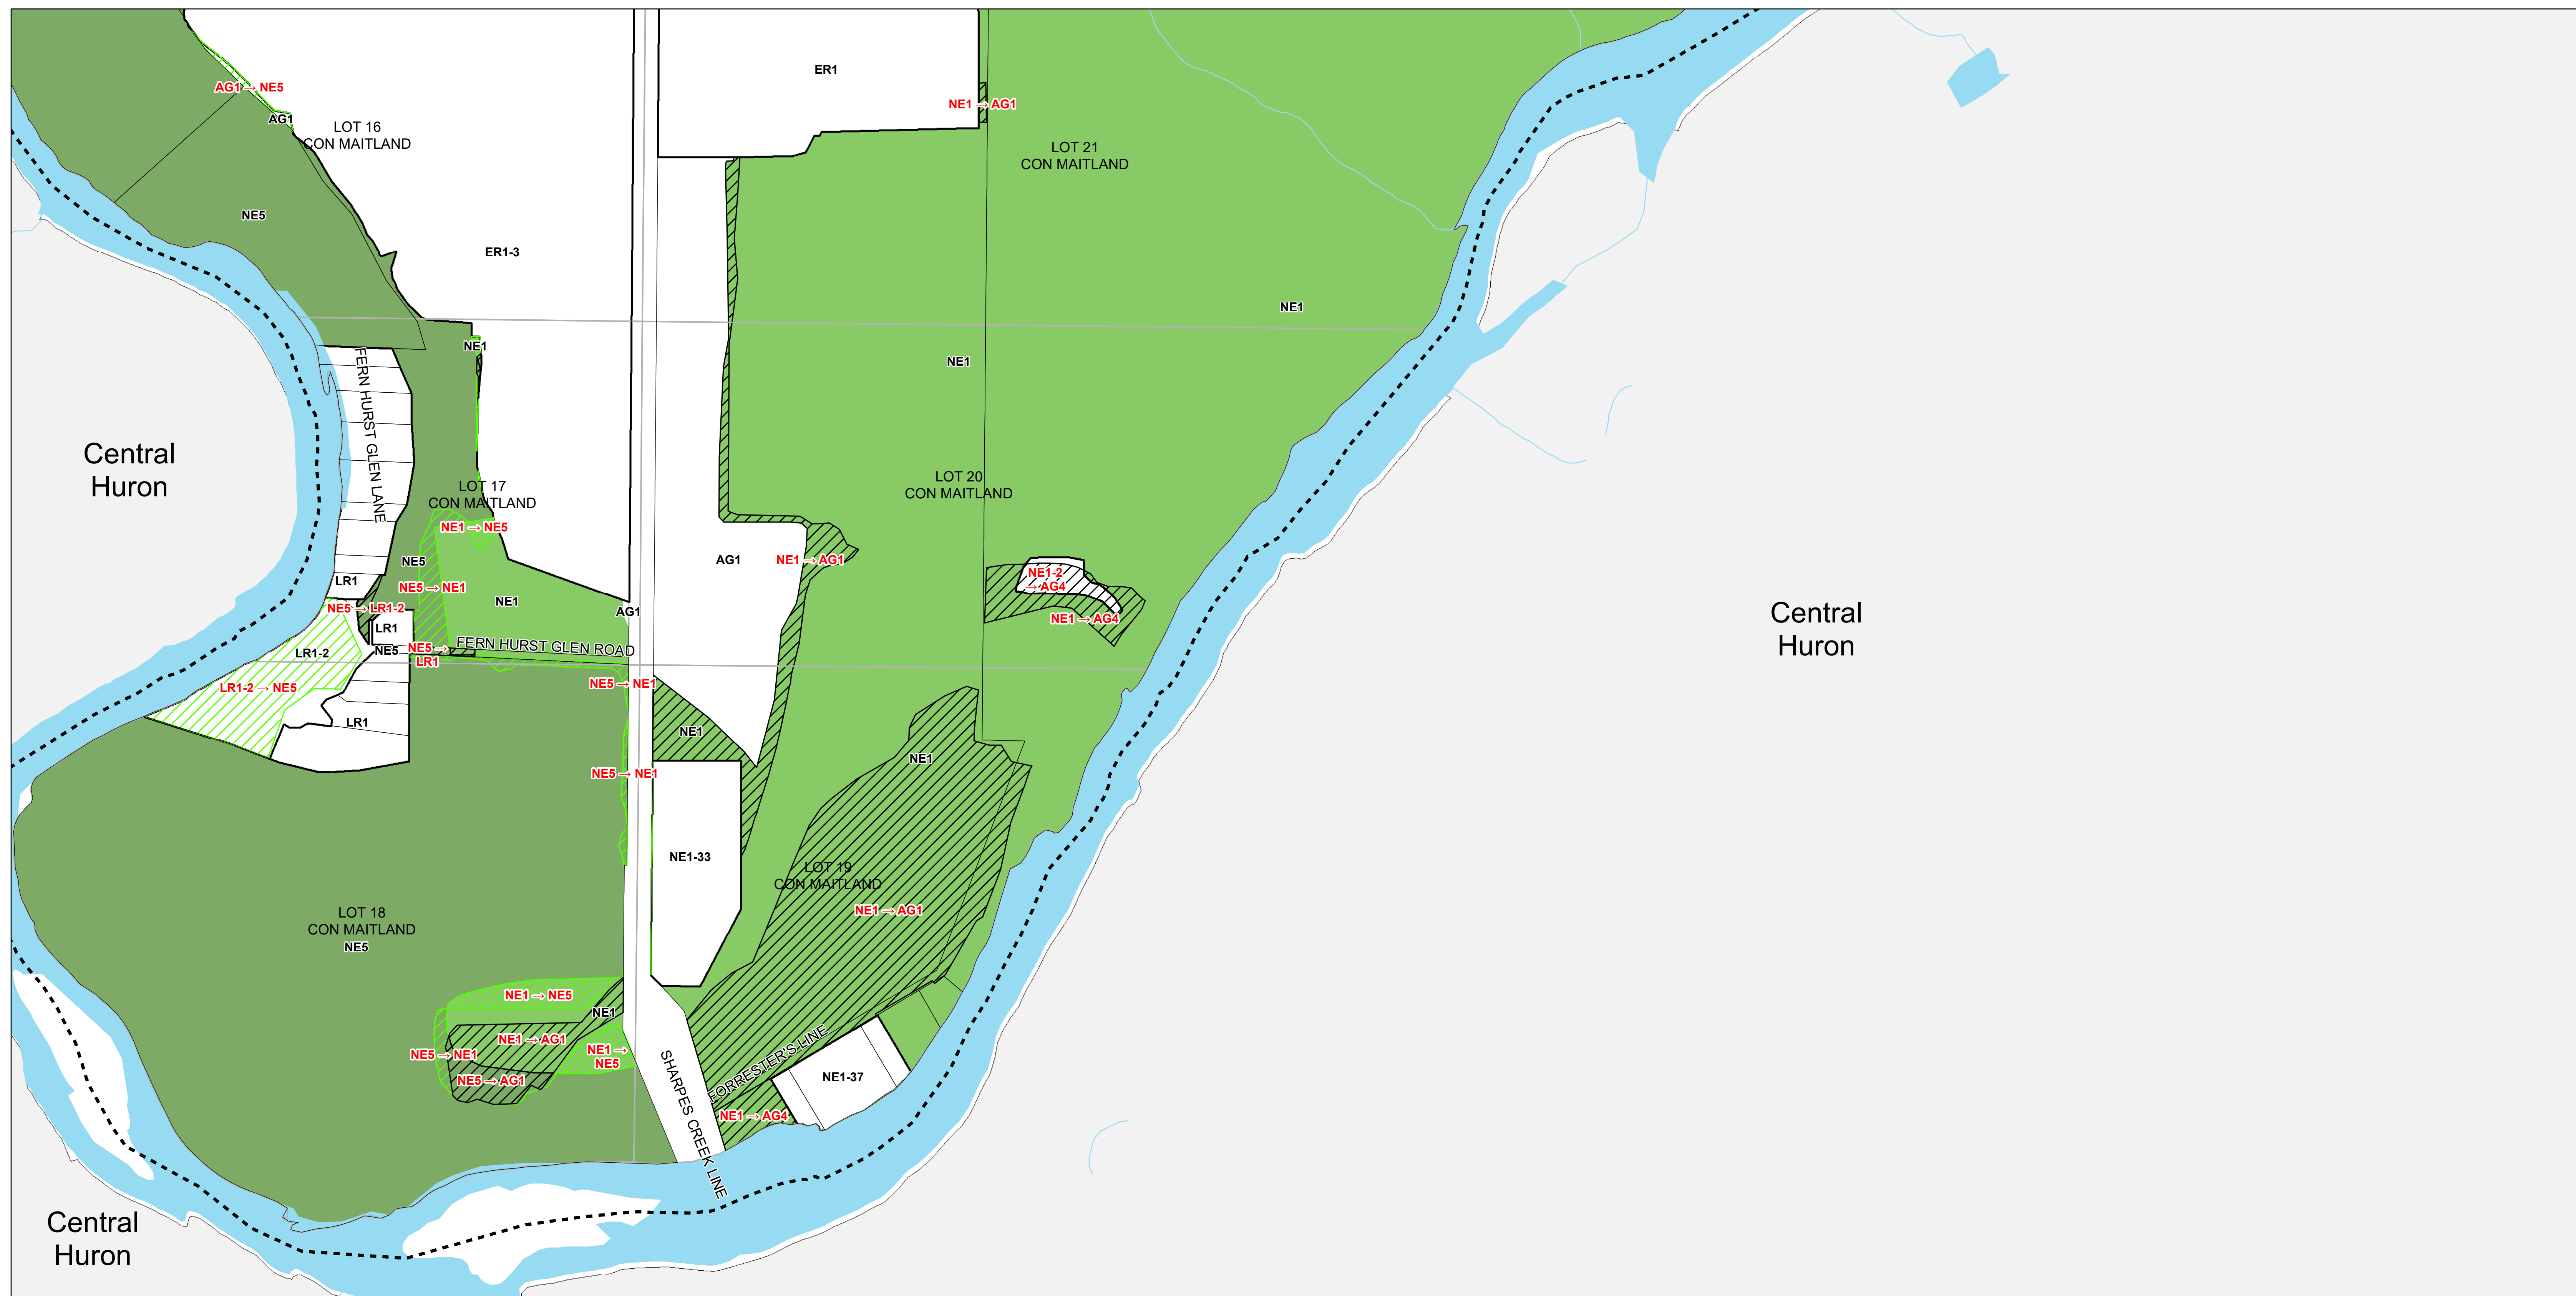 ER1
AG1 → NE5
NE1 → AG1
AG1
LOT 16
CON MAITLAND
LOT 21
CON MAITLAND
NE5
ER1-3
NE1
NE1
NE1
FERN HURST GLEN LANE
Central
Huron
LOT 17
CON MAITLAND
LOT 20
CON MAITLAND
NE1 → NE5
NE5
AG1
NE1 → AG1
NE1-2
→ AG4
LR1
NE5 → NE1
NE1
NE5 → LR1-2
AG1
NE1 → AG4
Central
Huron
LR1
NE5
NE5 →
LR1
FERN HURST GLEN ROAD
LR1-2
LR1-2 → NE5
NE5 → NE1
LR1
NE1
NE1
NE5 → NE1
NE1-33
LOT 19
CON MAITLAND
NE1 → AG1
LOT 18
CON MAITLAND
NE5
NE1 → NE5
NE1
NE1 → AG1
NE1 →
NE5
NE5 → NE1
NE5 → AG1
FORRESTER'S LINE
NE1-37
NE1 → AG4
SHARPES CREEK LINE
Central
Huron